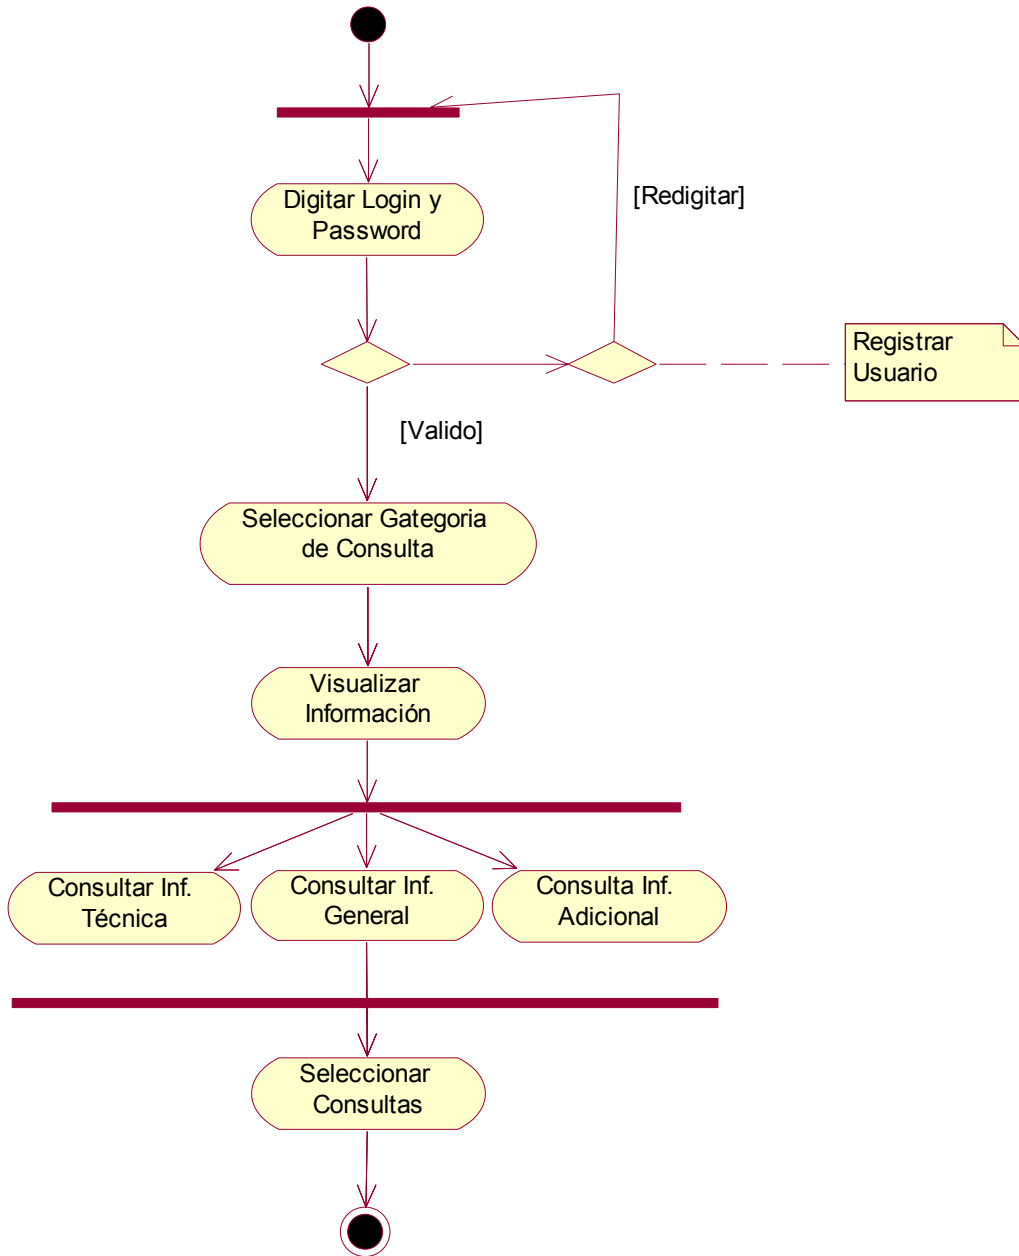 Digitar Login y
Password
[Redigitar]
Registrar
Usuario
[Valido]
Seleccionar Gategoria
de Consulta
Visualizar
Información
Consultar Inf.
Técnica
Consultar Inf.
General
Consulta Inf.
Adicional
Seleccionar
Consultas